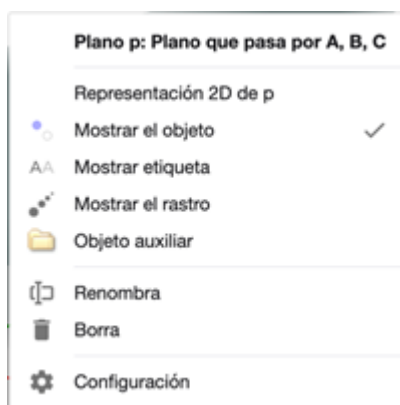 Plano p: Plano que pasa por A, B, C
Representación 2D de p
Mostrar el objeto
AA Mostrar etiqueta
Mostrar el rastro
Objeto auxiliar
Renombra
Borra
Configuración